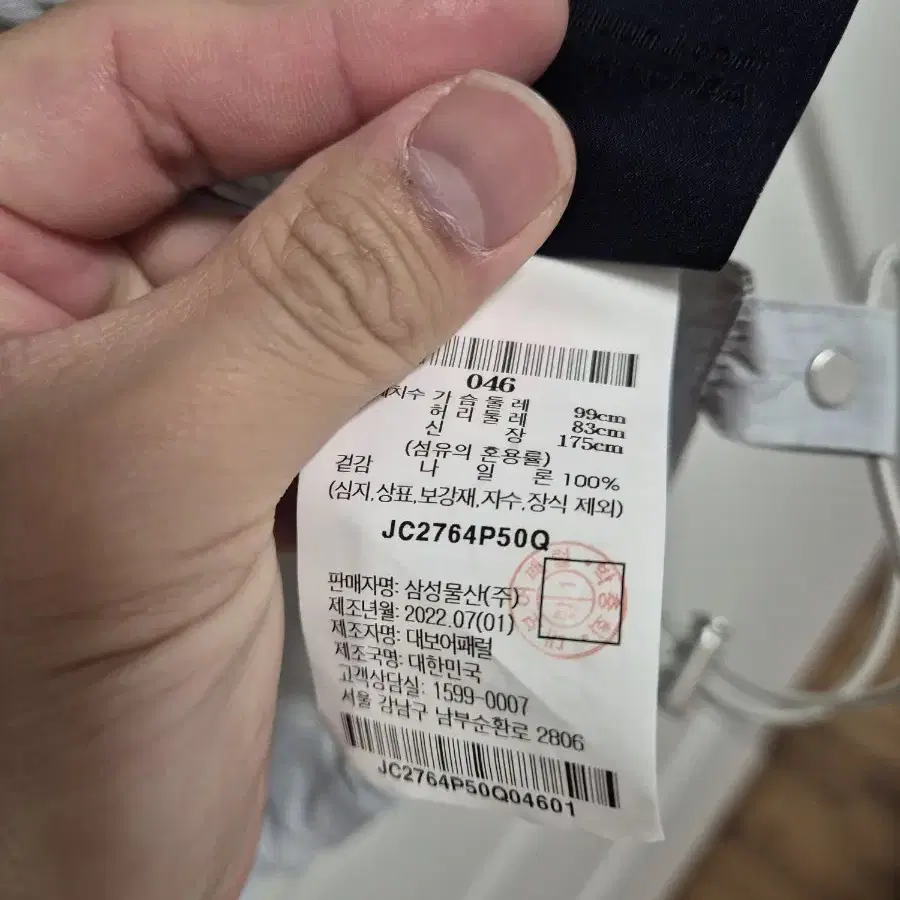 046
체치수 가 슴 둘 레 99cm
허 리 둘 레 83cm
신 장 175cm
(섬유의 혼용률)
겉감 나 일 론 100%
(심지,상표,보강재,자수,장식 제외)
JC2764P50Q
판매자명: 삼성물산(주)
제조년월: 2022.07(01)
제조자명: 대보어패럴
제조국명: 대한민국
고객상담실: 1599-0007
서울 강남구 남부순환로 2806
JC2764P50Q04601